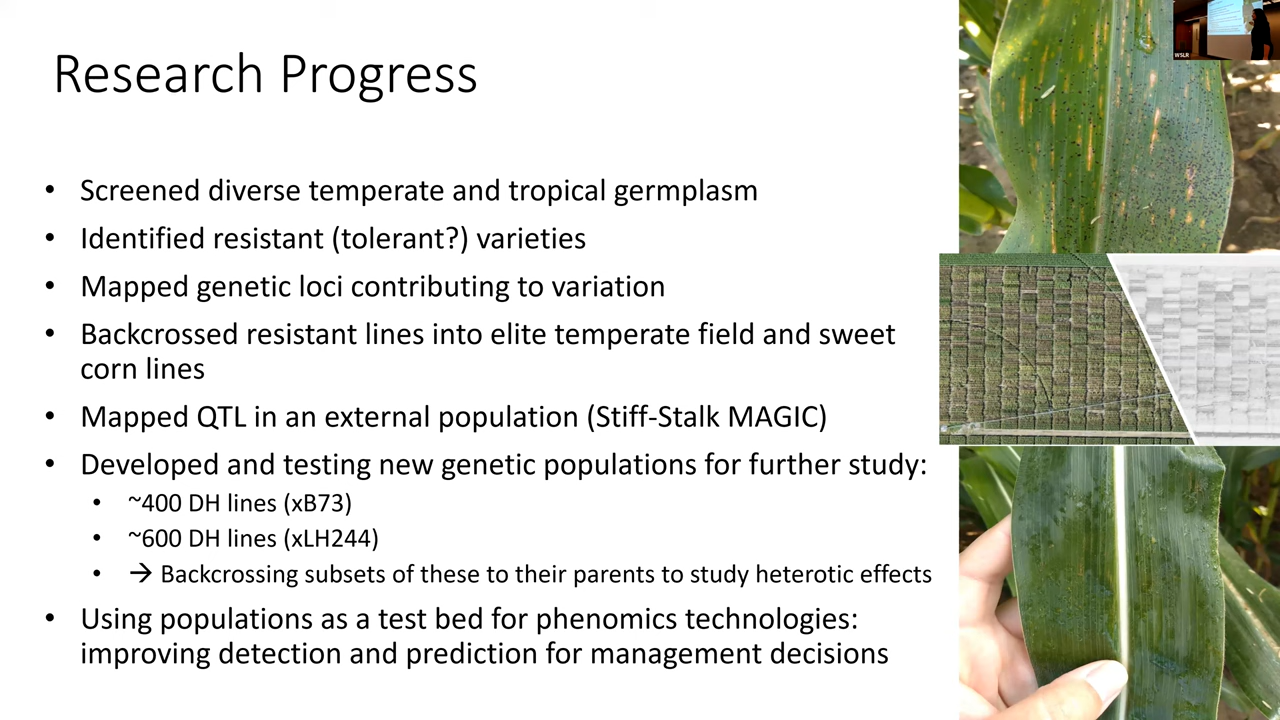 WSLR
Research Progress
• Screened diverse temperate and tropical germplasm
• Identified resistant (tolerant?) varieties
• Mapped genetic loci contributing to variation
• Backcrossed resistant lines into elite temperate field and sweet
corn lines
• Mapped QTL in an external population (Stiff-Stalk MAGIC)
• Developed and testing new genetic populations for further study:
• ~400 DH lines (xB73)
• ~600 DH lines (xLH244)
• → Backcrossing subsets of these to their parents to study heterotic effects
• Using populations as a test bed for phenomics technologies:
improving detection and prediction for management decisions